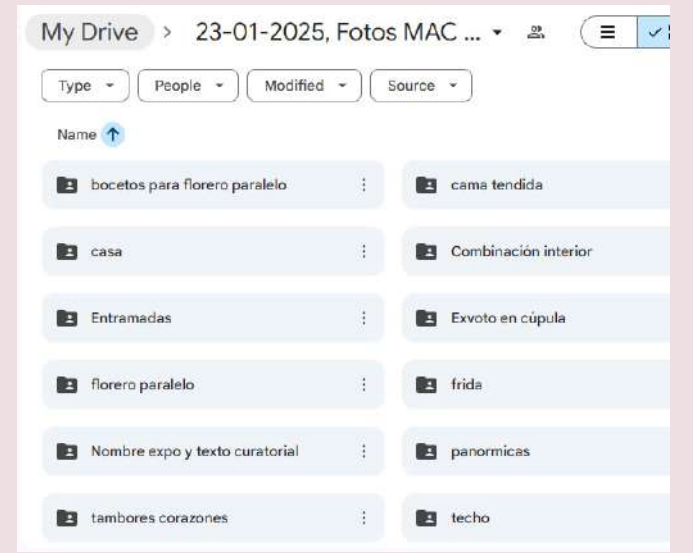 My Drive > 23-01-2025, Fotos MAC ...
Type People Modified Source
Name
bocetos para florero paralelo cama tendida
casa Combinación interior
Entramadas Exvoto en cúpula
florero paralelo frida
Nombre expo y texto curatorial panormicas
tambores corazones techo